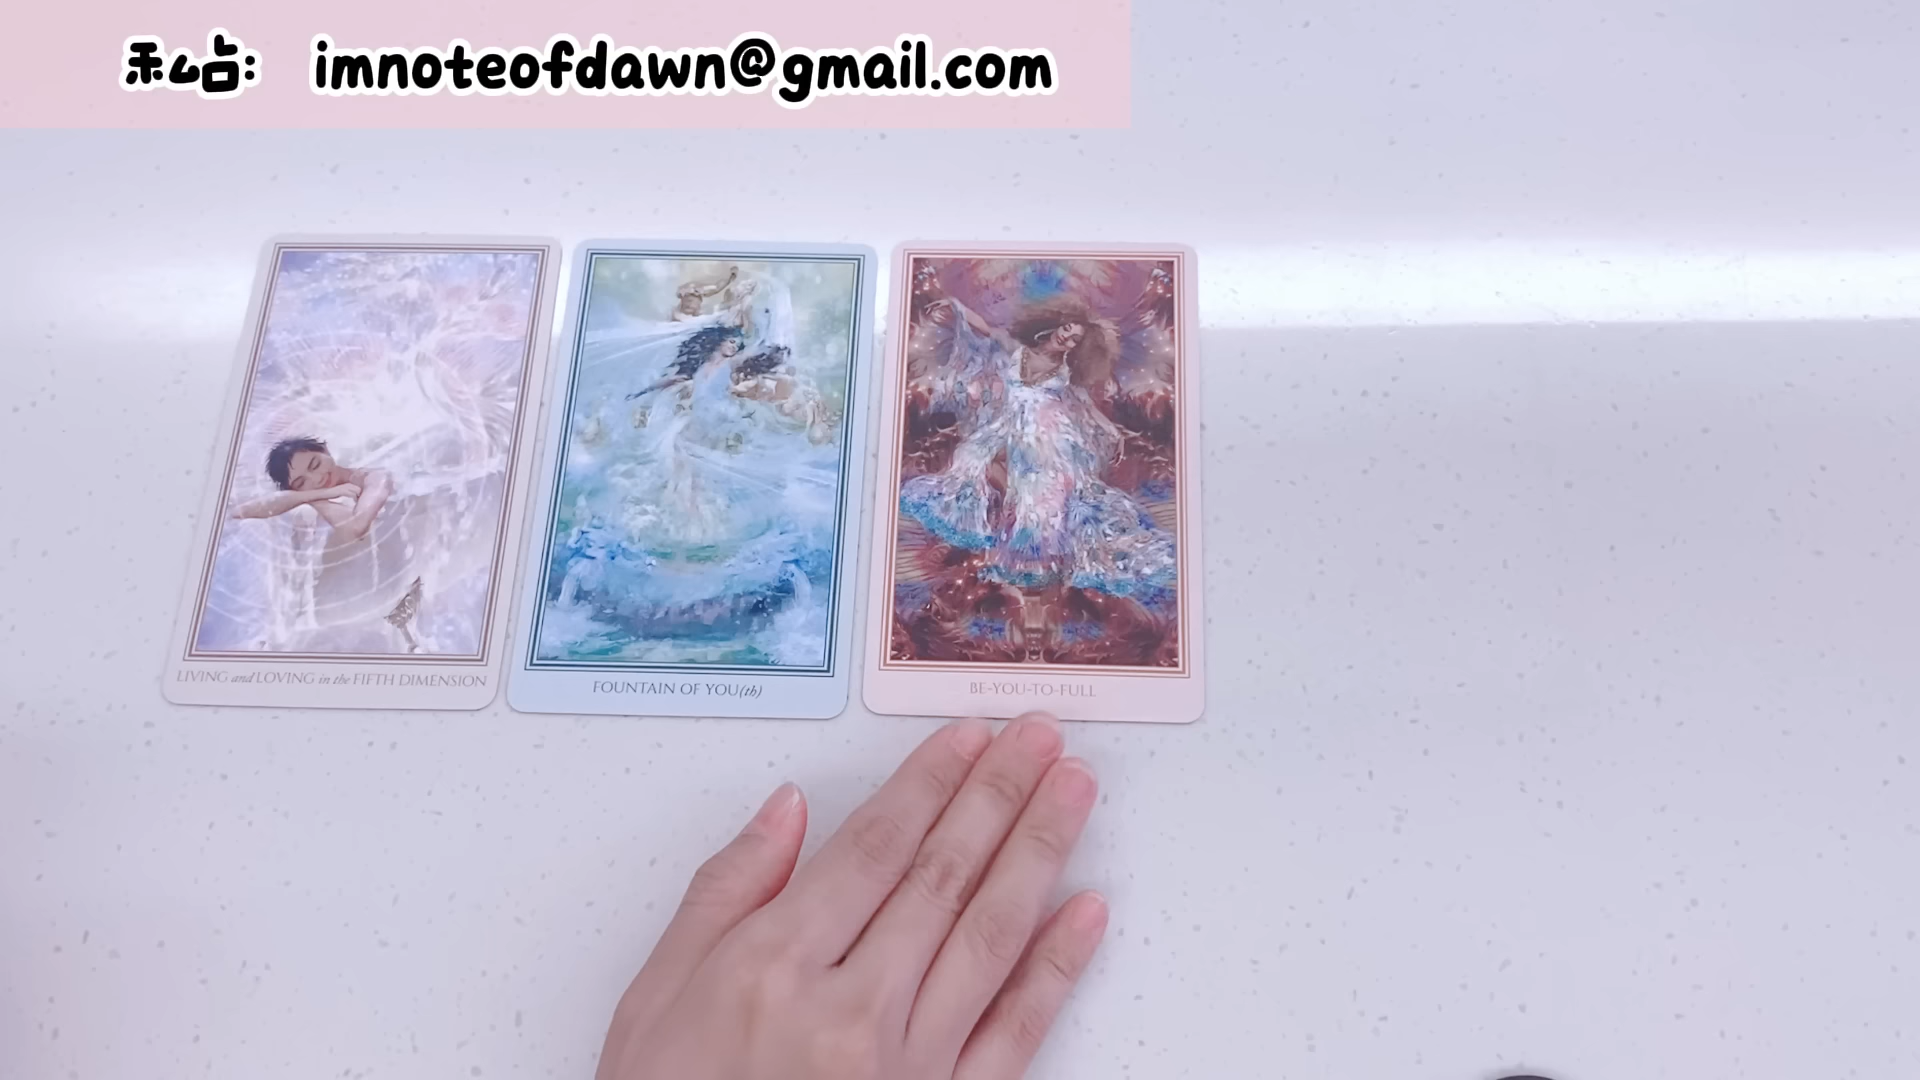 私占： imnoteofdawn@gmail.com
LIVING and LOVING in the FIFTH DIMENSION
FOUNTAIN OF YOU(th)
BE-YOU-TO-FULL